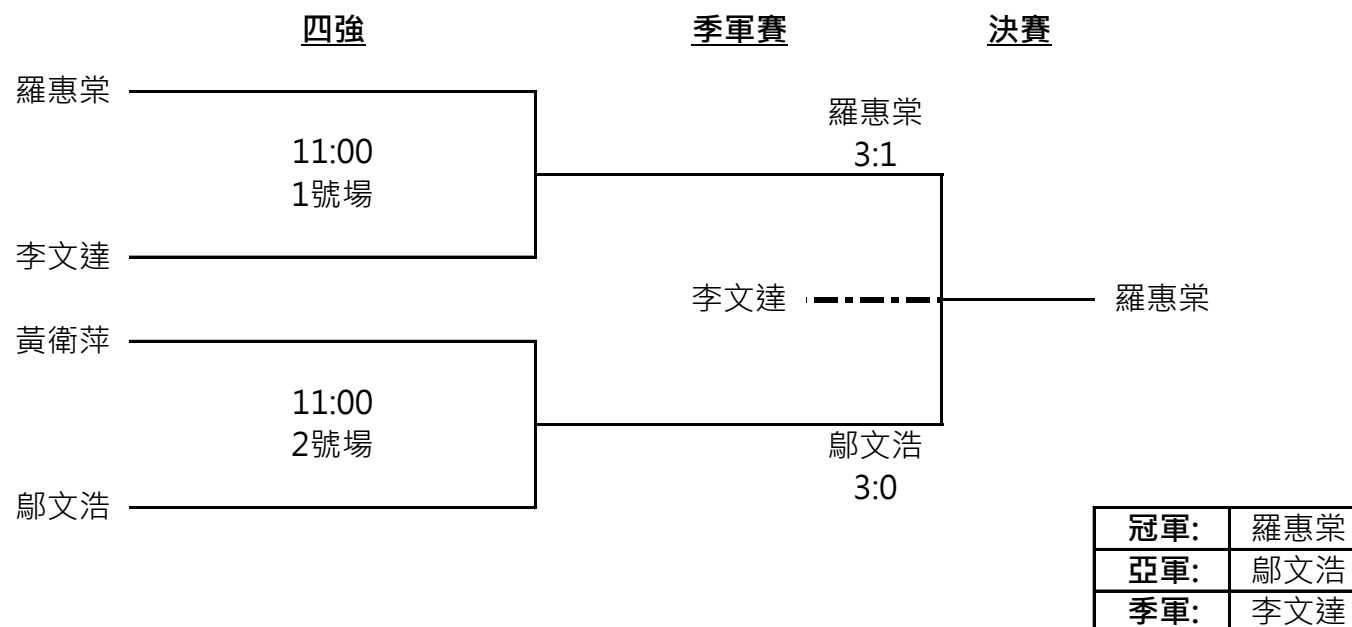 四強 季軍賽 決賽
羅惠棠
羅惠棠
3:1
11:00
1號場
李文達
李文達
羅惠棠
黃衛萍
11:00
2號場
鄔文浩
3:0
鄔文浩
冠軍: 羅惠棠
亞軍: 鄔文浩
季軍: 李文達